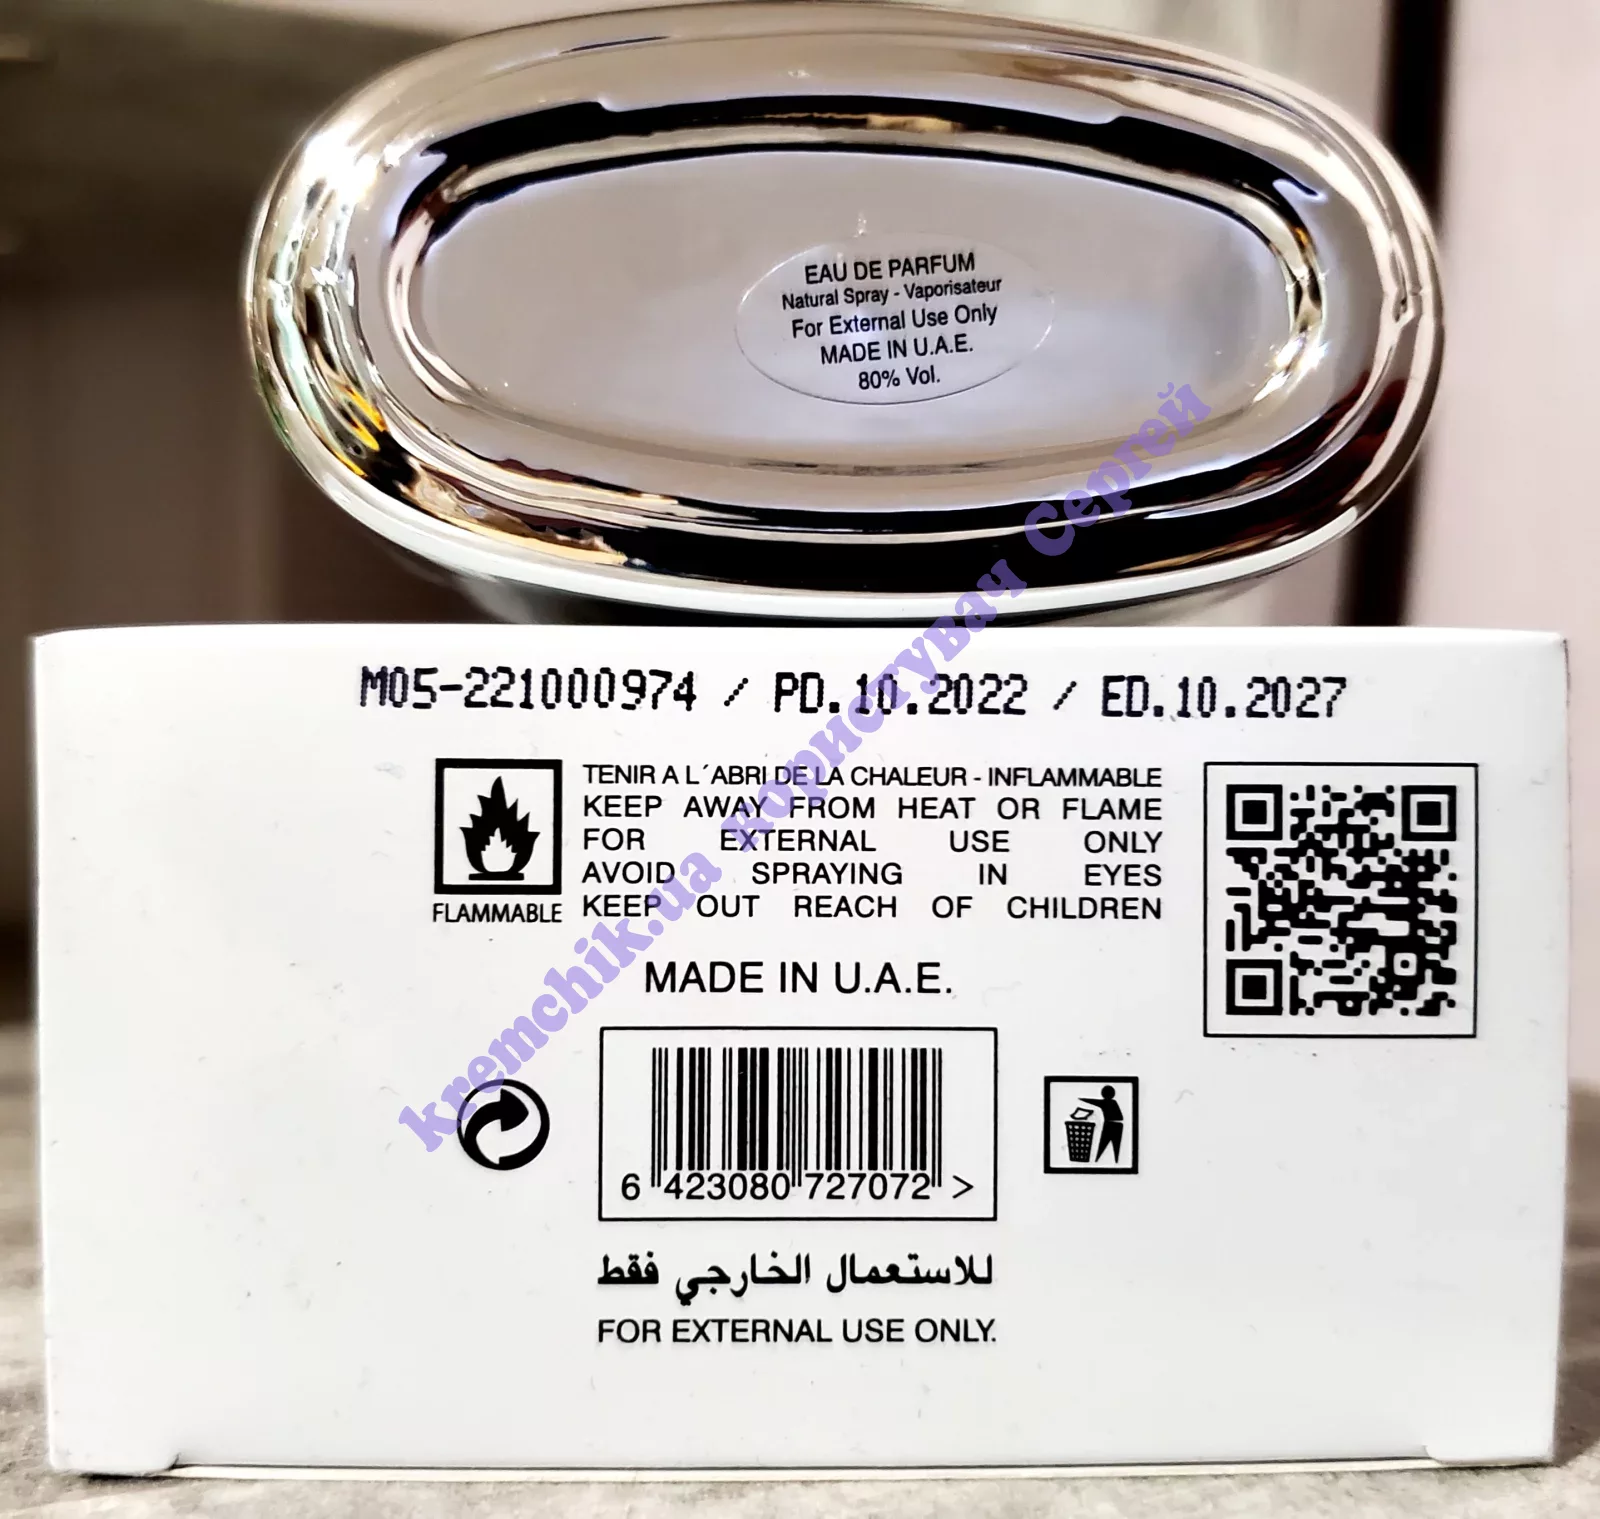 EAU DE PARFUM
Natural Spray - Vaporisateur
For External Use Only
MADE IN U.A.E.
80% Vol.
M05-221000974 / PD.10.2022 / ED.10.2027
TENIR A L´ABRI DE LA CHALEUR - INFLAMMABLE
KEEP AWAY FROM HEAT OR FLAME
FOR EXTERNAL USE ONLY
AVOID SPRAYING IN EYES
KEEP OUT REACH OF CHILDREN
FLAMMABLE
MADE IN U.A.E.
6 423080 727072 >
للاستعمال الخارجي فقط
FOR EXTERNAL USE ONLY.
kremchik.ua користувач Сергей